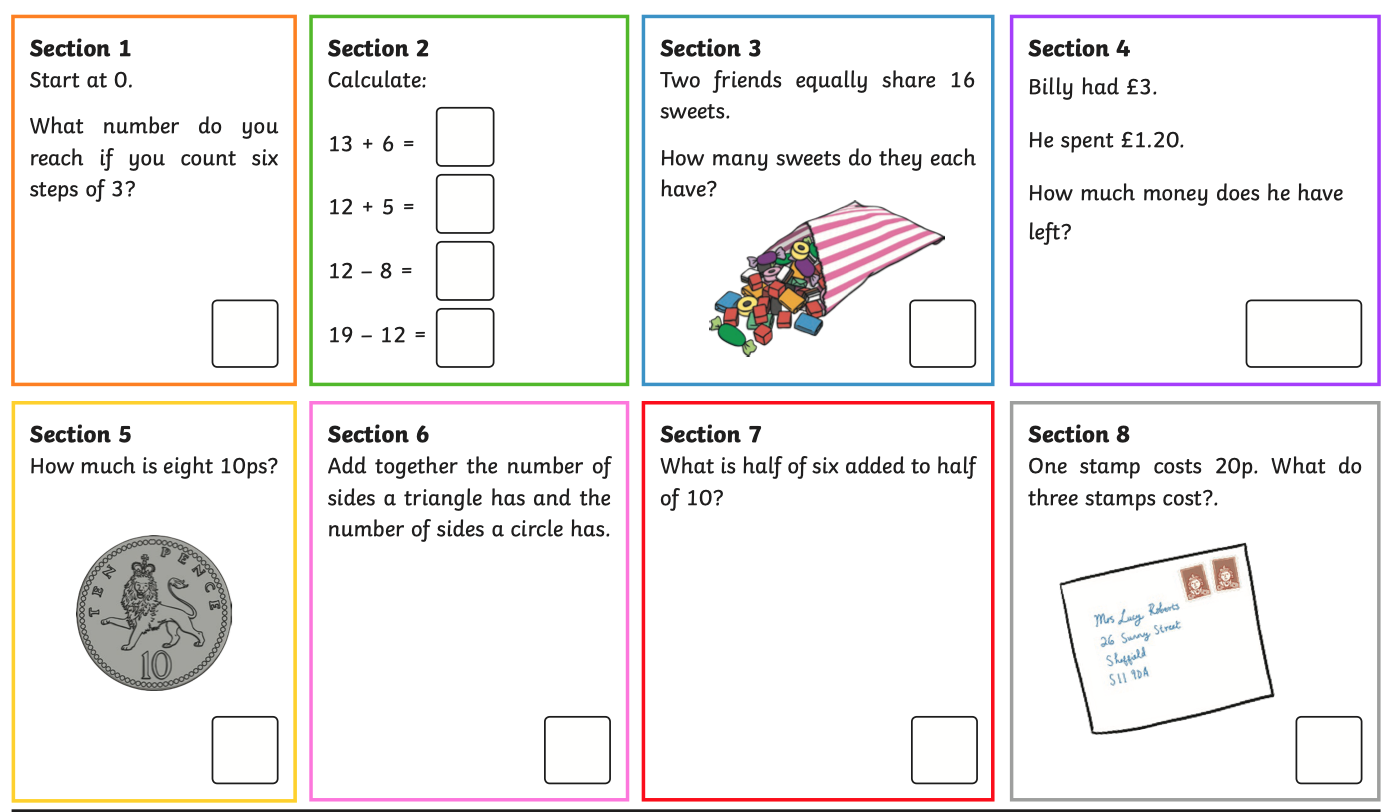 Section 1
Start at 0.
What number do you
reach if you count six
steps of 3?
Section 2
Calculate:
13 + 6 =
12 + 5 =
12 – 8 =
19 – 12 =
Section 3
Two friends equally share 16
sweets.
How many sweets do they each
have?
Section 4
Billy had £3.
He spent £1.20.
How much money does he have
left?
Section 5
How much is eight 10ps?
TEN PENCE
10
Section 6
Add together the number of
sides a triangle has and the
number of sides a circle has.
Section 7
What is half of six added to half
of 10?
Section 8
One stamp costs 20p. What do
three stamps cost?.
Mrs Lucy Roberts
26 Sunny Street
Sheffield
S11 9DA